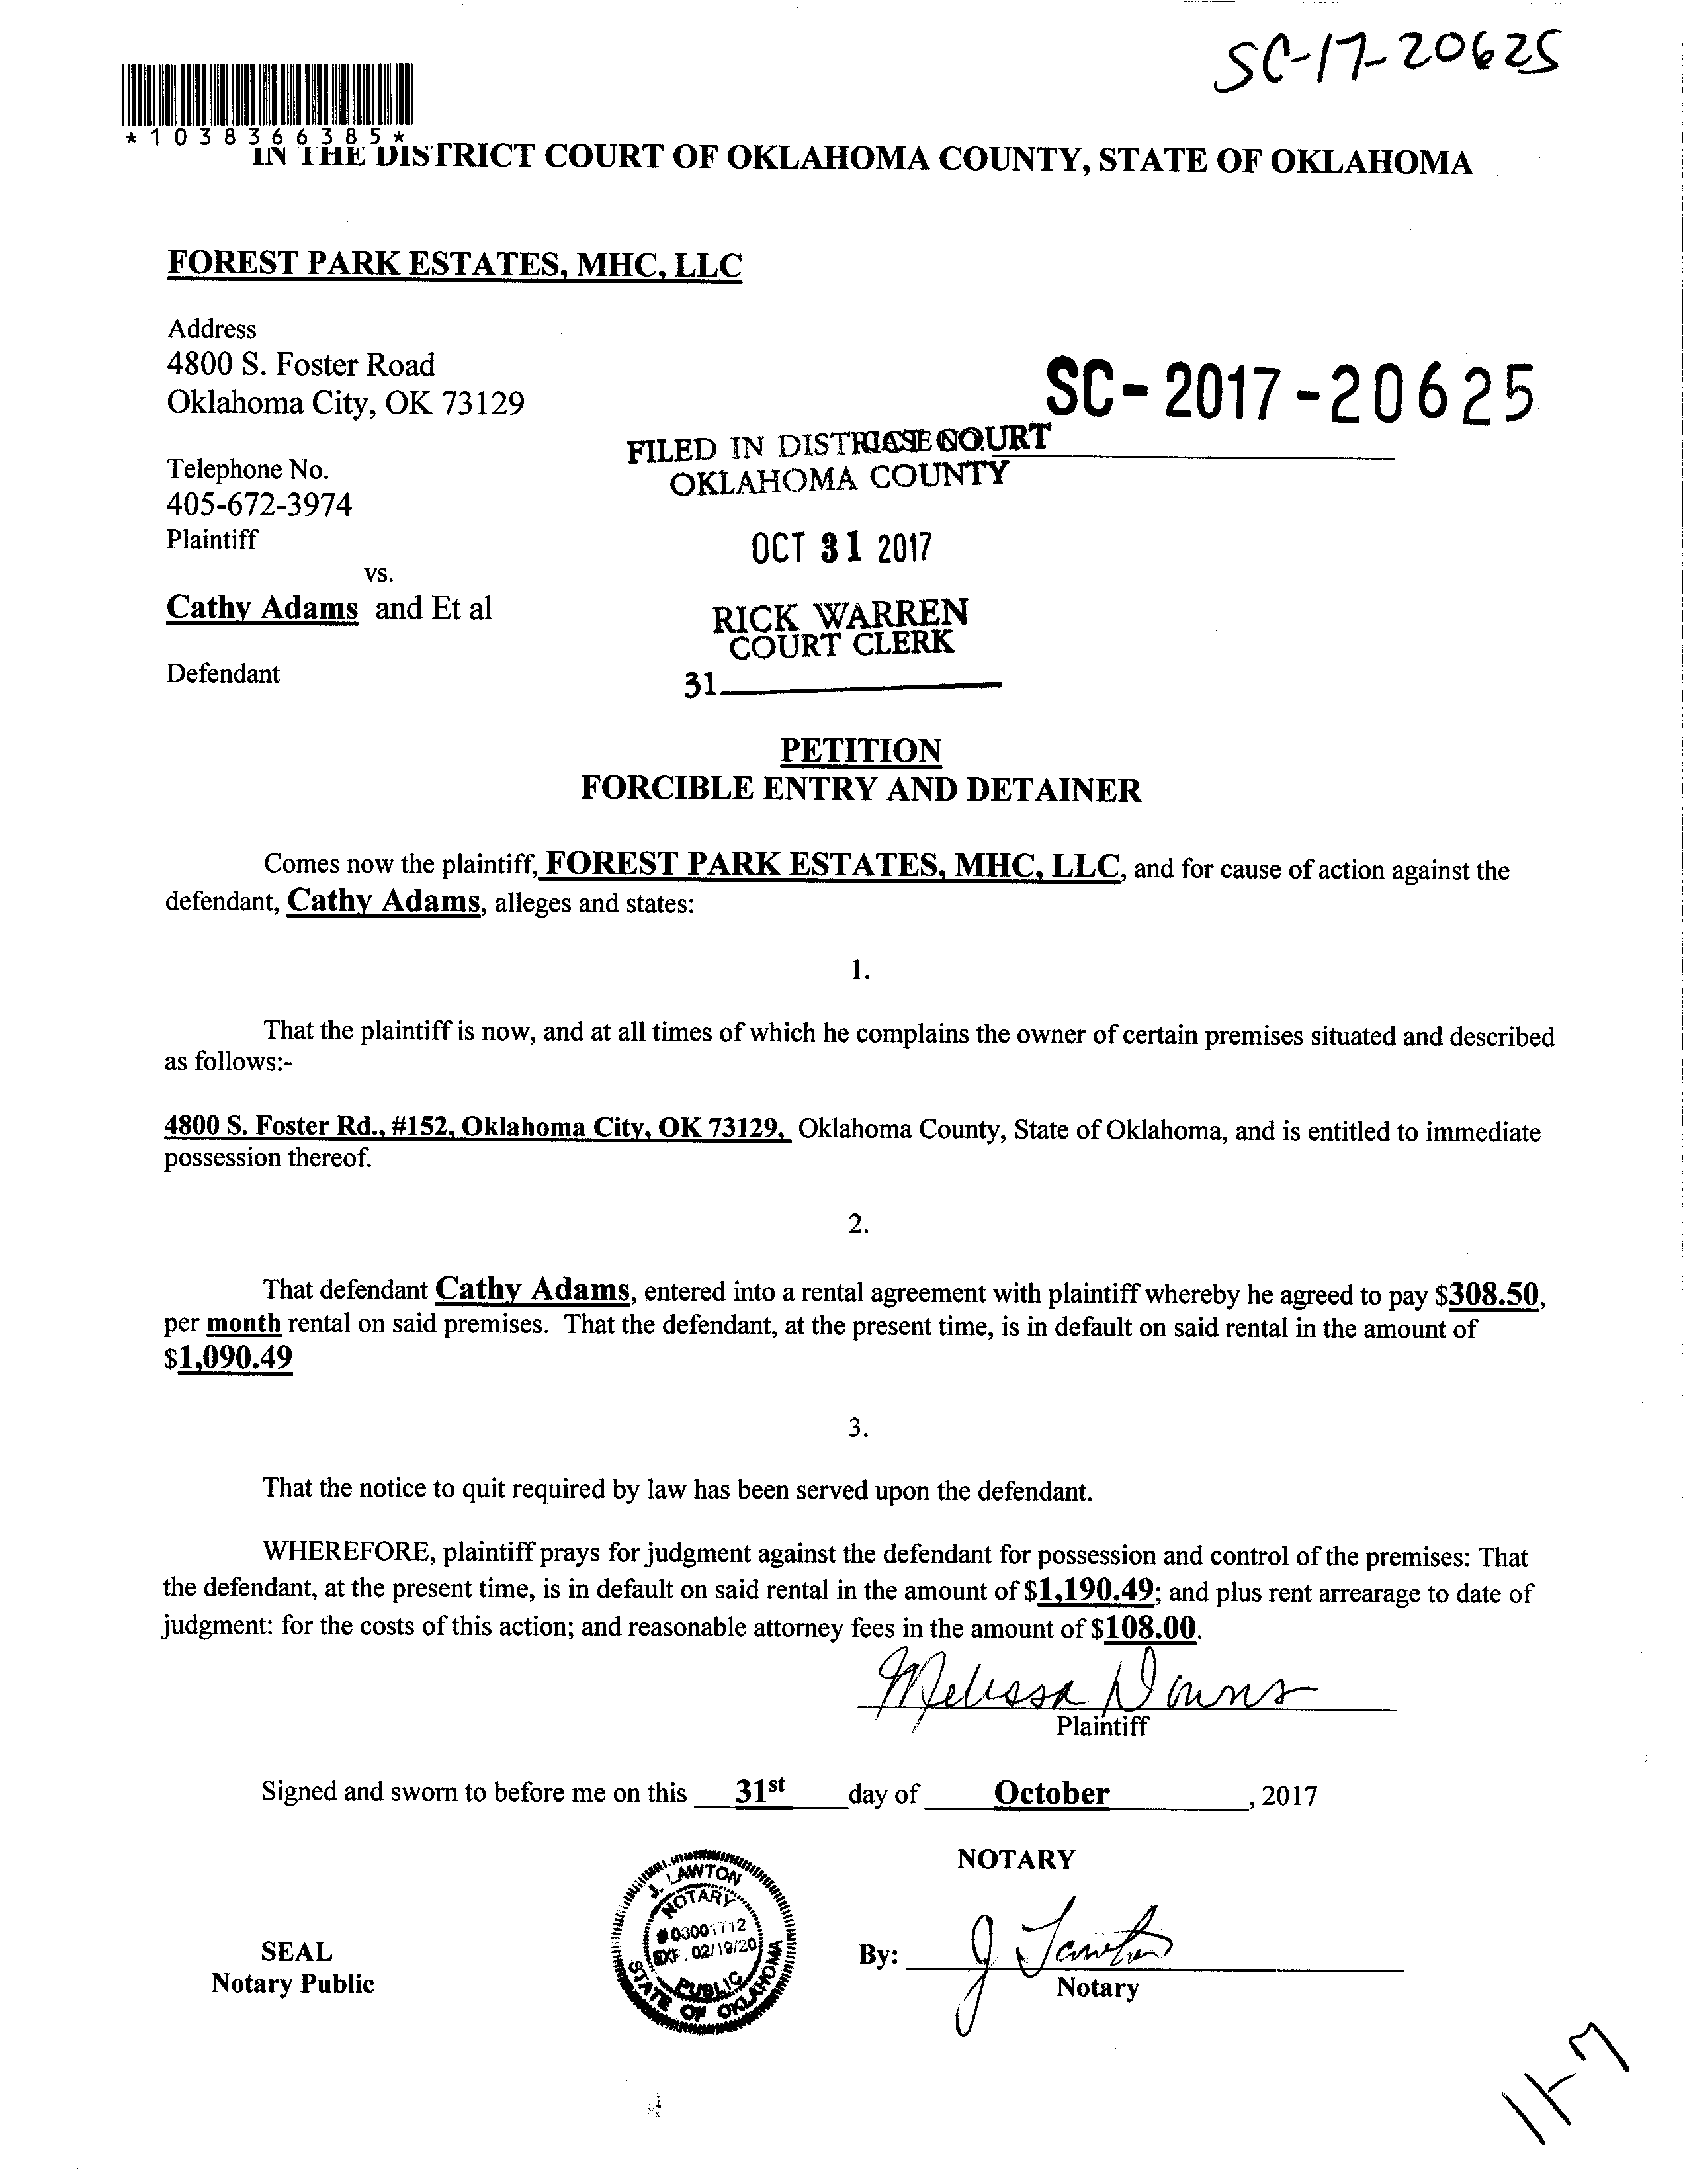 SC-17-20625
*1038366385*
IN THE DISTRICT COURT OF OKLAHOMA COUNTY, STATE OF OKLAHOMA
FOREST PARK ESTATES, MHC, LLC
Address
4800 S. Foster Road
Oklahoma City, OK 73129
SC-2017-20625
FILED IN DISTRICT COURT
CASE NO.
OKLAHOMA COUNTY
Telephone No.
405-672-3974
Plaintiff
OCT 31 2017
vs.
Cathy Adams and Et al
RICK WARREN
COURT CLERK
Defendant
31
PETITION
FORCIBLE ENTRY AND DETAINER
Comes now the plaintiff, FOREST PARK ESTATES, MHC, LLC, and for cause of action against the
defendant, Cathy Adams, alleges and states:
1.
That the plaintiff is now, and at all times of which he complains the owner of certain premises situated and described
as follows:-
4800 S. Foster Rd., #152, Oklahoma City, OK 73129, Oklahoma County, State of Oklahoma, and is entitled to immediate
possession thereof.
2.
That defendant Cathy Adams, entered into a rental agreement with plaintiff whereby he agreed to pay $308.50,
per month rental on said premises. That the defendant, at the present time, is in default on said rental in the amount of
$1,090.49
3.
That the notice to quit required by law has been served upon the defendant.
WHEREFORE, plaintiff prays for judgment against the defendant for possession and control of the premises: That
the defendant, at the present time, is in default on said rental in the amount of $1,190.49; and plus rent arrearage to date of
judgment: for the costs of this action; and reasonable attorney fees in the amount of $108.00.
Melissa Downs
Plaintiff
Signed and sworn to before me on this 31st day of October, 2017
NOTARY
J. LAWTON
NOTARY
#03001712
EXP. 02/19/20
PUBLIC
STATE OF OKLAHOMA
SEAL
Notary Public
By: J Lawton
Notary
11-7